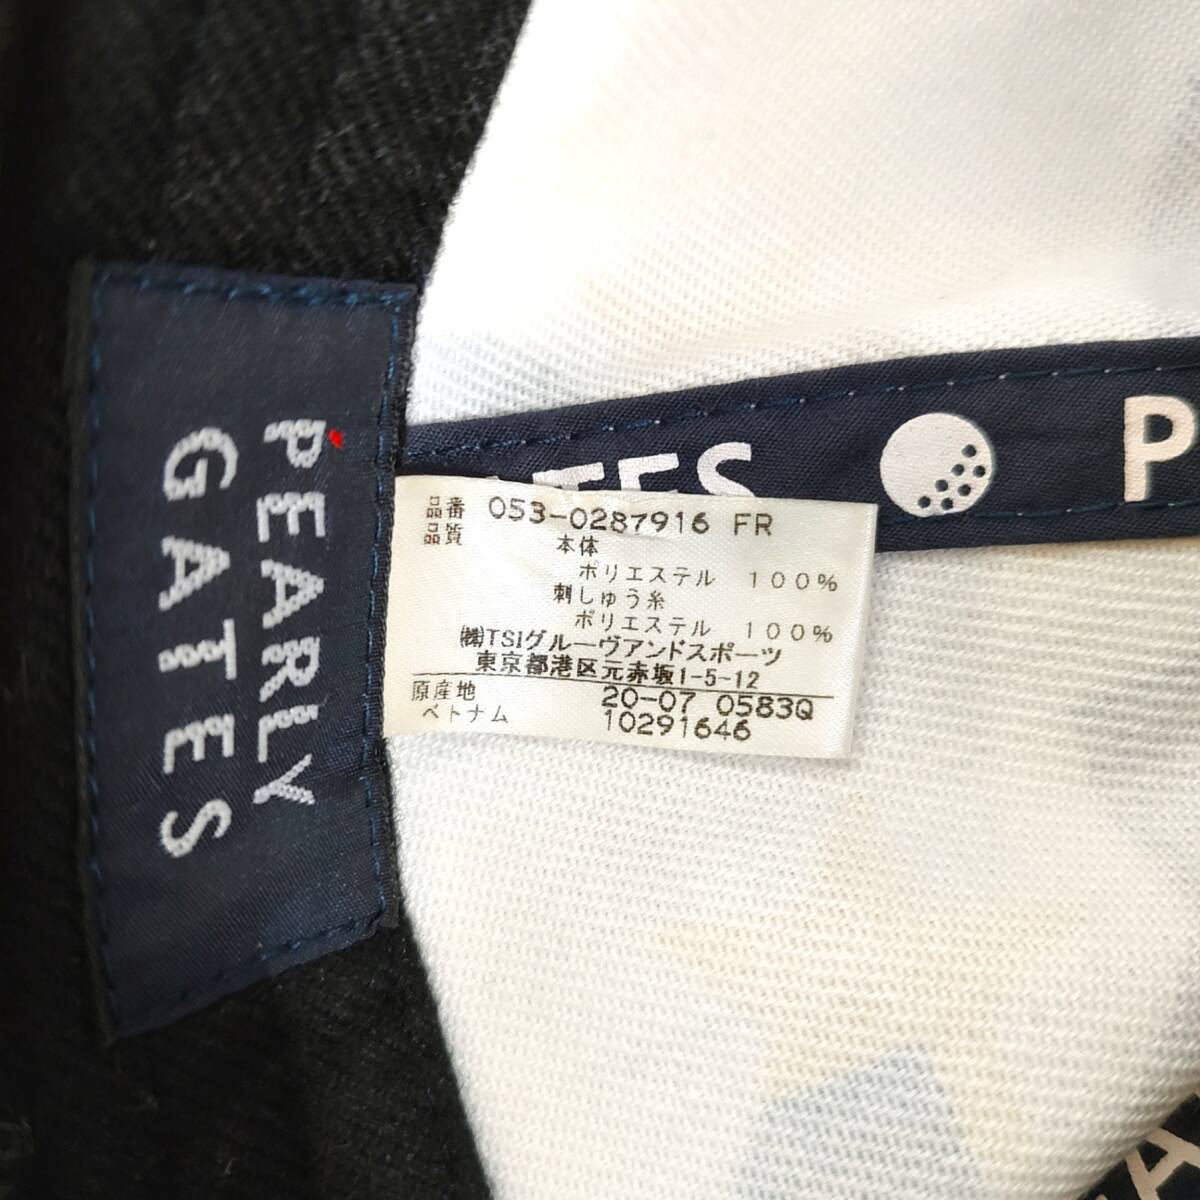 PEARLY
GATES
ATES P
品番 053-0287916 FR
品質
本体
ポリエステル 100%
刺しゅう糸
ポリエステル 100%
㈱TSIグルーヴアンドスポーツ
東京都港区元赤坂1-5-12
原産地 20-07 0583Q
ベトナム 10291646
A